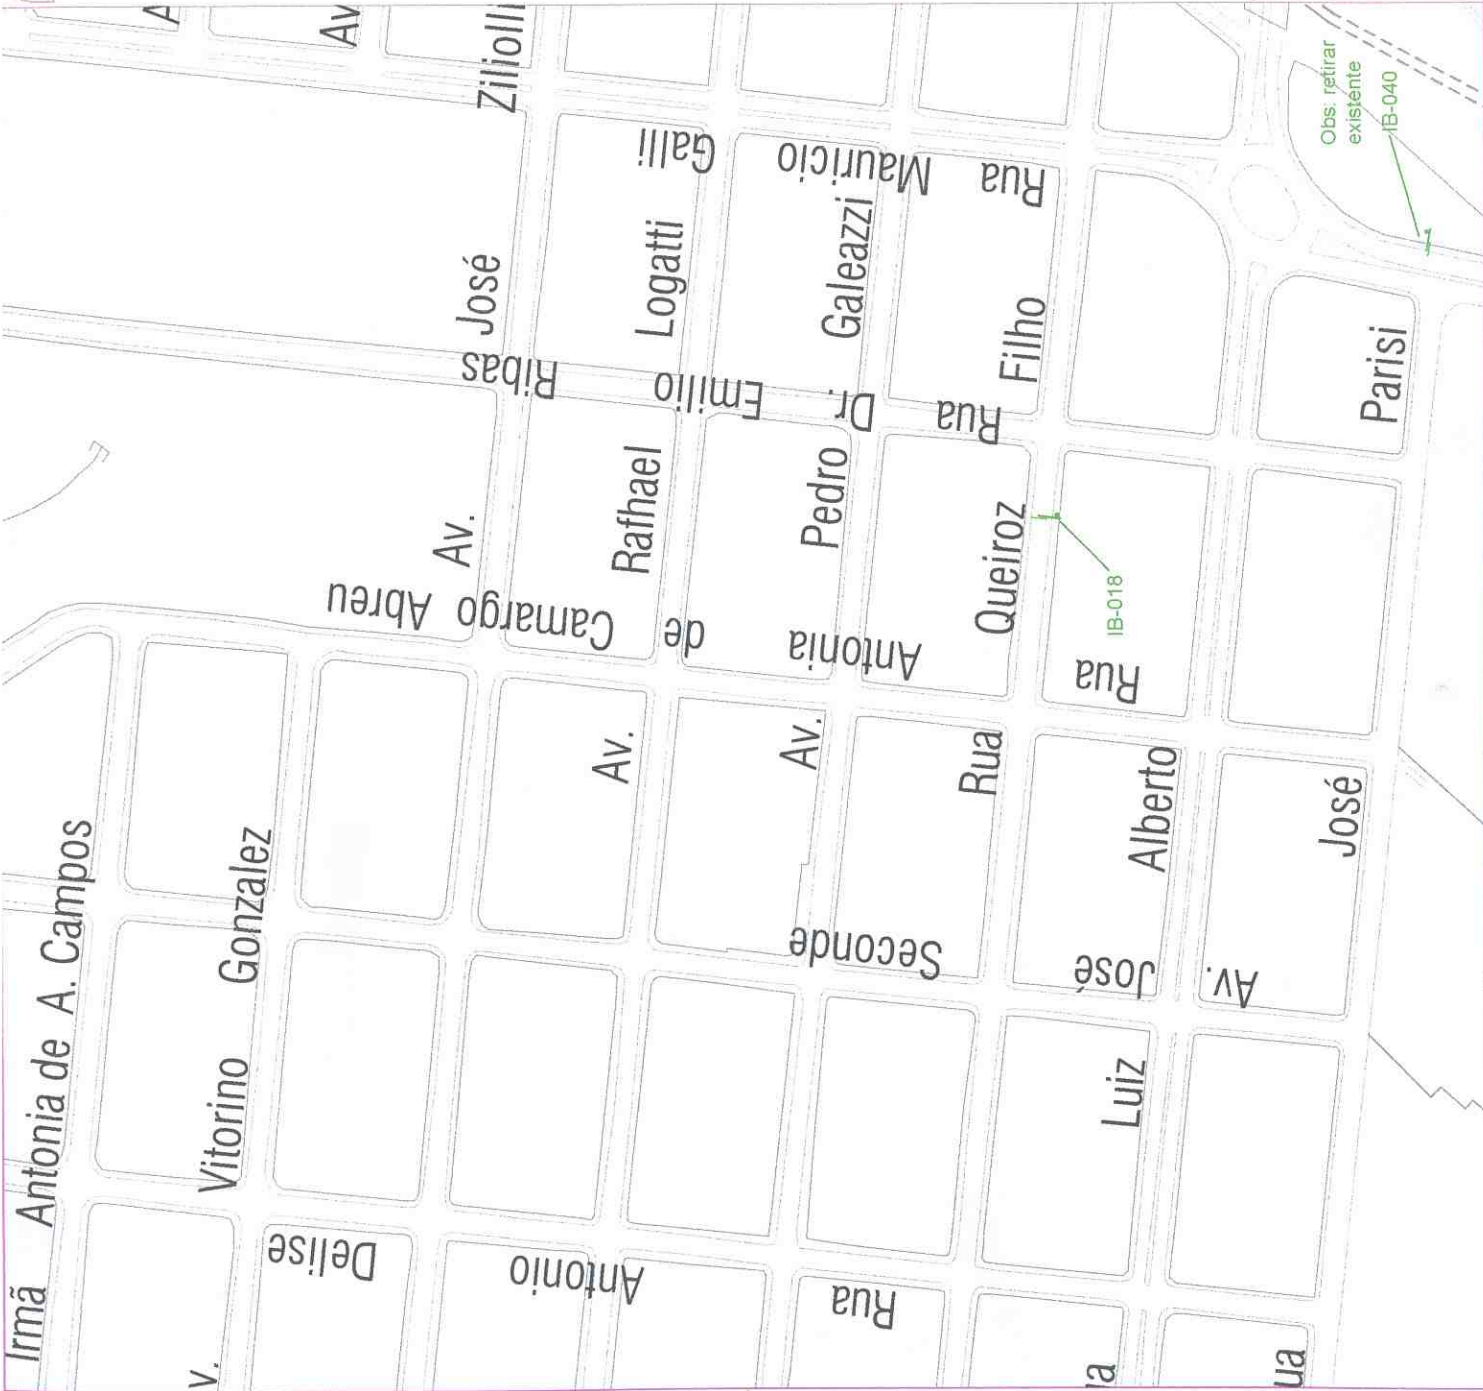 A
Av
Av. José Ziliolli
Av. Rafhael Logatti
Av. Pedro Galeazzi
Rua Queiroz Filho
Luiz Alberto
José Parisi
Rua Mauricio Galli
Rua Dr. Emilio Ribas
Rua Antonia de Camargo Abreu
Av. José Seconde
Rua Antonio Delise
Irmã Antonia de A. Campos
v. Vitorino Gonzalez
a
ua
Obs: retirar
existente
IB-040
IB-018